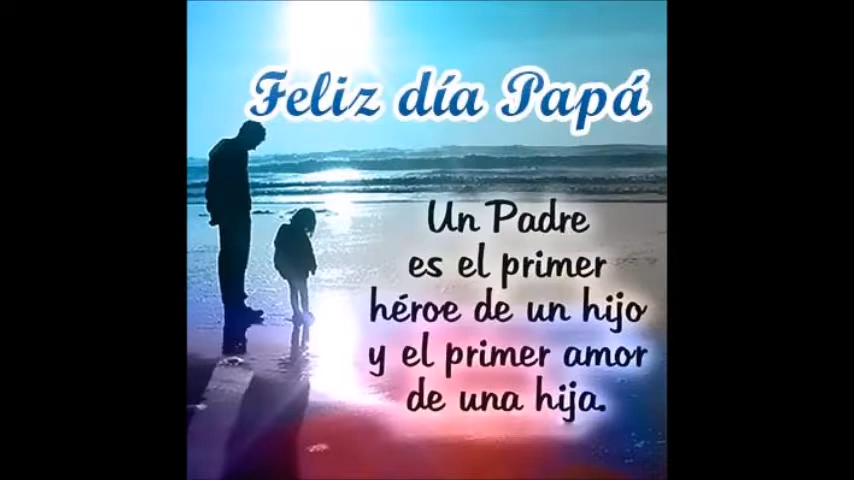 Feliz día Papá
Un Padre
es el primer
héroe de un hijo
y el primer amor
de una hija.